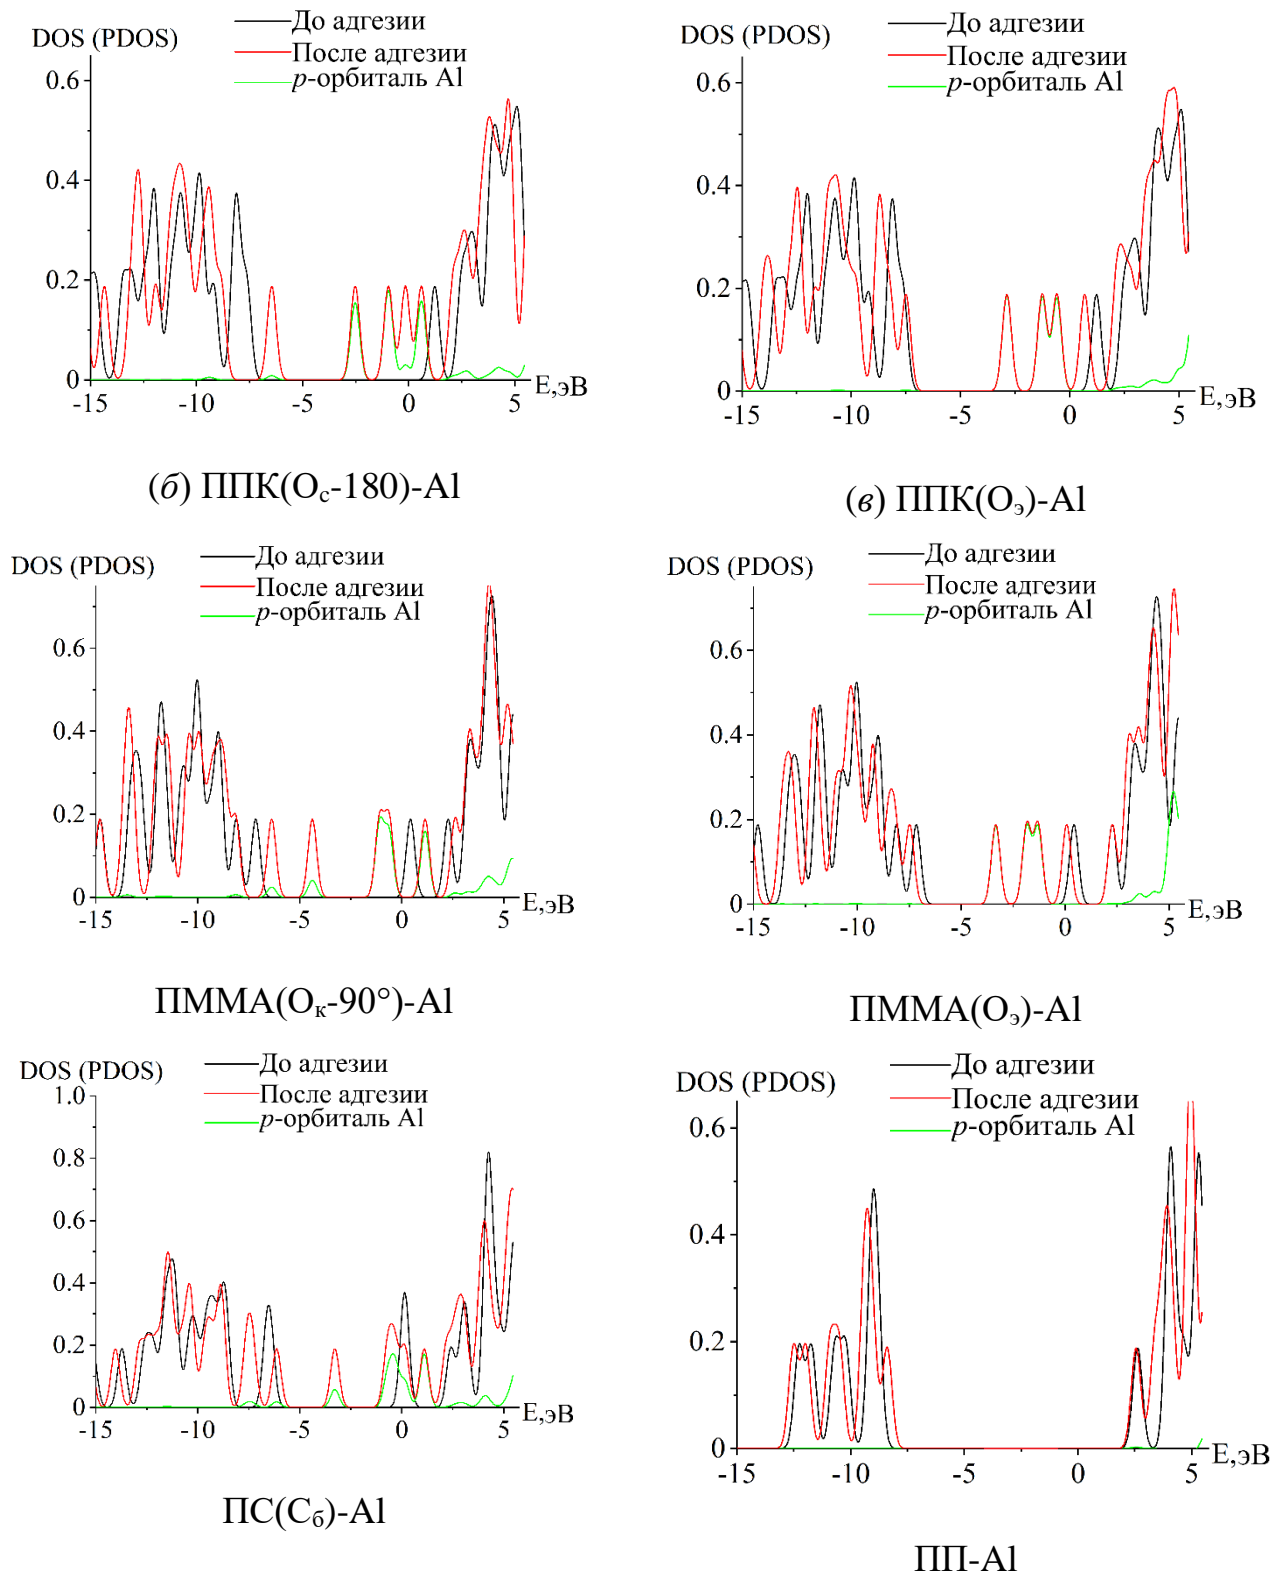 DOS (PDOS)
До адгезии
После адгезии
p-орбиталь Al
0.6
0.4
0.2
0
-15
-10
-5
0
5
E,эВ
(б) ППК(Oс-180)-Al
DOS (PDOS)
До адгезии
После адгезии
p-орбиталь Al
0.6
0.4
0.2
0
-15
-10
-5
0
5
E,эВ
(в) ППК(Oэ)-Al
DOS (PDOS)
До адгезии
После адгезии
p-орбиталь Al
0.6
0.4
0.2
0
-15
-10
-5
0
5
E,эВ
ПММА(Oк-90°)-Al
DOS (PDOS)
До адгезии
После адгезии
p-орбиталь Al
0.6
0.4
0.2
0
-15
-10
-5
0
5
E,эВ
ПММА(Oэ)-Al
DOS (PDOS)
До адгезии
После адгезии
p-орбиталь Al
1.0
0.8
0.6
0.4
0.2
0
-15
-10
-5
0
5
E,эВ
ПС(Сб)-Al
DOS (PDOS)
До адгезии
После адгезии
p-орбиталь Al
0.6
0.4
0.2
0
-15
-10
-5
0
5
E,эВ
ПП-Al